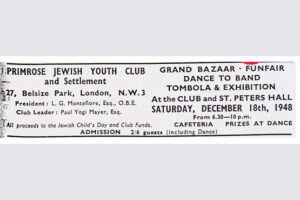 PRIMROSE JEWISH YOUTH CLUB
and Settlement
27, Belsize Park, London, N.W.3
President: L. G. Montefiore, Esq., O.B.E.
Club Leader: Paul Yogi Mayer, Esq.
GRAND BAZAAR · FUNFAIR
DANCE TO BAND
TOMBOLA & EXHIBITION
At the CLUB and ST. PETERS HALL
SATURDAY, DECEMBER 18th, 1948
From 6.30—10 p.m.
All proceeds to the Jewish Child's Day and Club Funds.
CAFETERIA PRIZES AT DANCE
ADMISSION 2/6 guests (including Dance)